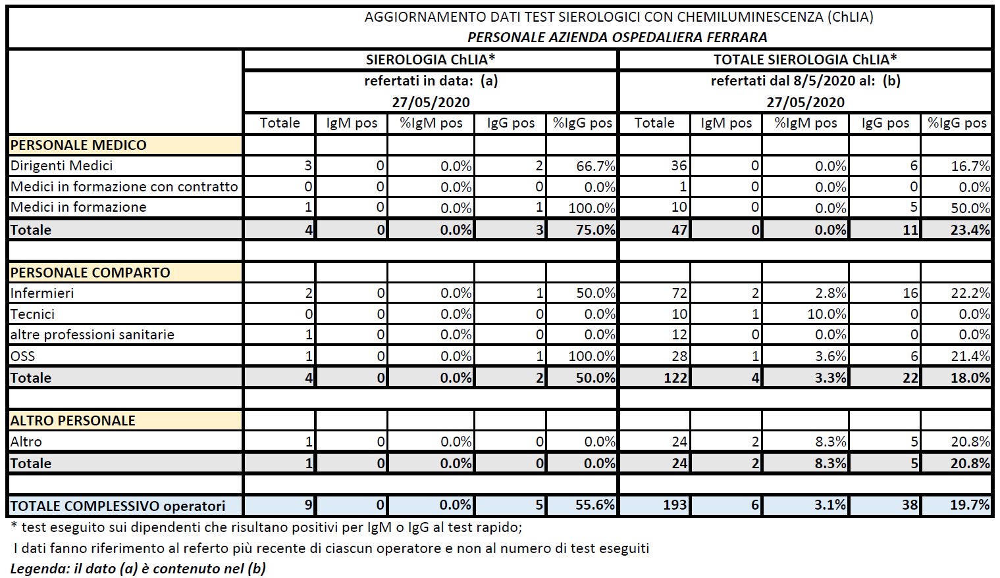 AGGIORNAMENTO DATI TEST SIEROLOGICI CON CHEMILUMINESCENZA (ChLIA)
PERSONALE AZIENDA OSPEDALIERA FERRARA
SIEROLOGIA ChLIA* TOTALE SIEROLOGIA ChLIA*
refertati in data: (a) refertati dal 8/5/2020 al: (b)
27/05/2020 27/05/2020
Totale IgM pos %IgM pos IgG pos %IgG pos Totale IgM pos %IgM pos IgG pos %IgG pos
PERSONALE MEDICO
Dirigenti Medici 3 0 0.0% 2 66.7% 36 0 0.0% 6 16.7%
Medici in formazione con contratto 0 0 0.0% 0 0.0% 1 0 0.0% 0 0.0%
Medici in formazione 1 0 0.0% 1 100.0% 10 0 0.0% 5 50.0%
Totale 4 0 0.0% 3 75.0% 47 0 0.0% 11 23.4%
PERSONALE COMPARTO
Infermieri 2 0 0.0% 1 50.0% 72 2 2.8% 16 22.2%
Tecnici 0 0 0.0% 0 0.0% 10 1 10.0% 0 0.0%
altre professioni sanitarie 1 0 0.0% 0 0.0% 12 0 0.0% 0 0.0%
OSS 1 0 0.0% 1 100.0% 28 1 3.6% 6 21.4%
Totale 4 0 0.0% 2 50.0% 122 4 3.3% 22 18.0%
ALTRO PERSONALE
Altro 1 0 0.0% 0 0.0% 24 2 8.3% 5 20.8%
Totale 1 0 0.0% 0 0.0% 24 2 8.3% 5 20.8%
TOTALE COMPLESSIVO operatori 9 0 0.0% 5 55.6% 193 6 3.1% 38 19.7%
* test eseguito sui dipendenti che risultano positivi per IgM o IgG al test rapido;
I dati fanno riferimento al referto più recente di ciascun operatore e non al numero di test eseguiti
Legenda: il dato (a) è contenuto nel (b)